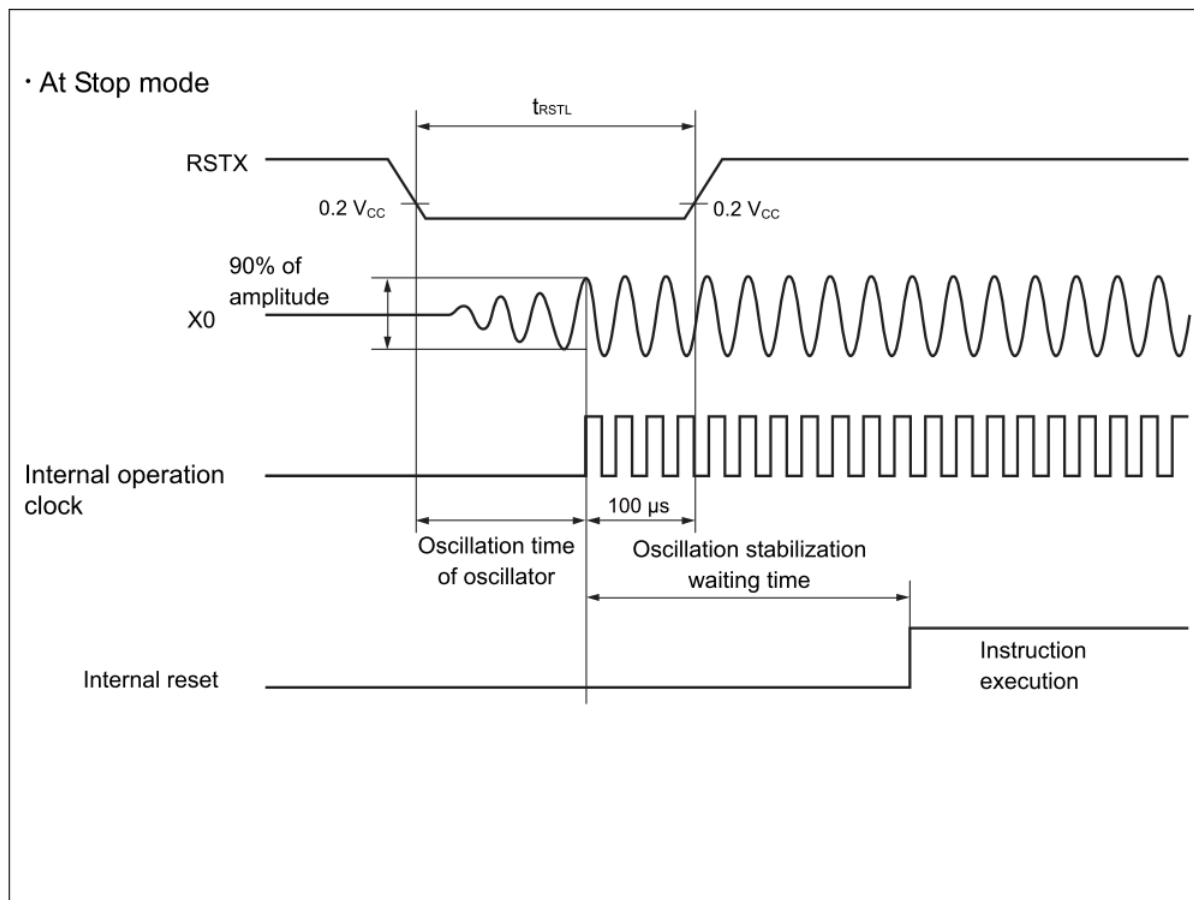 · At Stop mode
tRSTL
RSTX
0.2 VCC
0.2 VCC
90% of
amplitude
X0
Internal operation
clock
100 µs
Oscillation time
of oscillator
Oscillation stabilization
waiting time
Internal reset
Instruction
execution